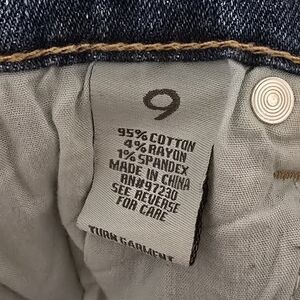 9
95% COTTON
4% RAYON
1% SPANDEX
MADE IN CHINA
RN#97230
SEE REVERSE
FOR CARE
TURN GARMENT